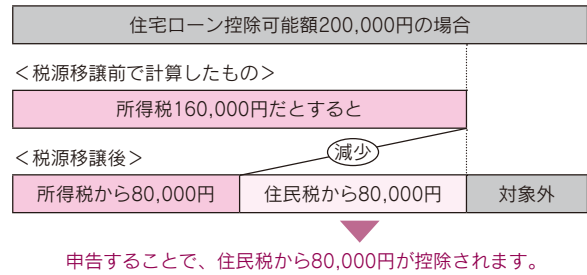 住宅ローン控除可能額200,000円の場合
＜税源移譲前で計算したもの＞
所得税160,000円だとすると
減少
＜税源移譲後＞
所得税から80,000円 住民税から80,000円 対象外
申告することで、住民税から80,000円が控除されます。